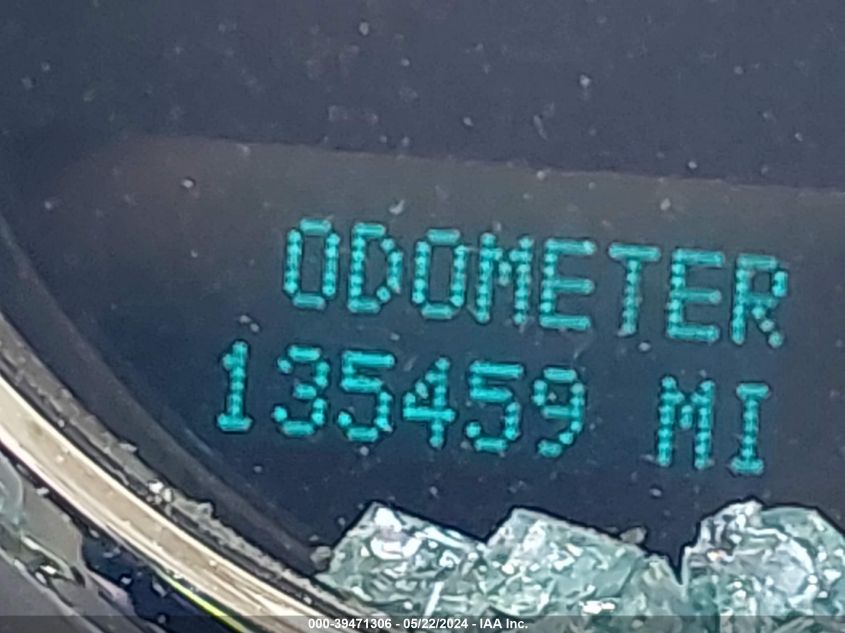 ODOMETER
135459 MI
000-39471306 - 05/22/2024 - IAA Inc.